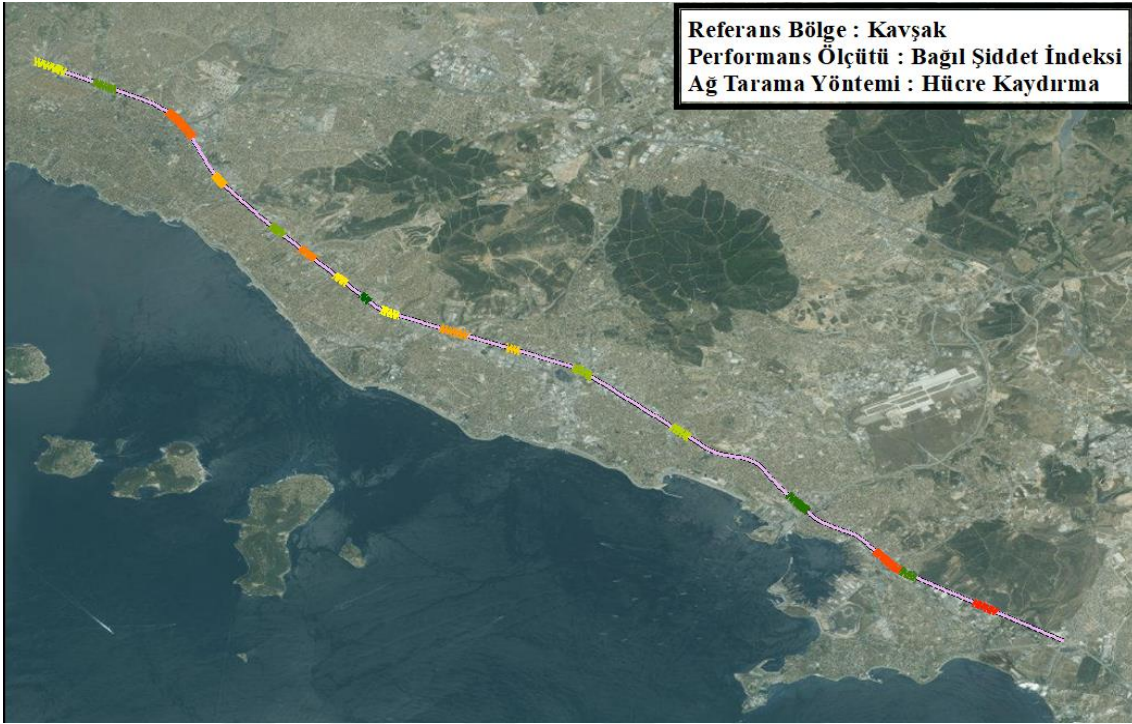 Referans Bölge : Kavşak
Performans Ölçütü : Bağıl Şiddet İndeksi
Ağ Tarama Yöntemi : Hücre Kaydırma